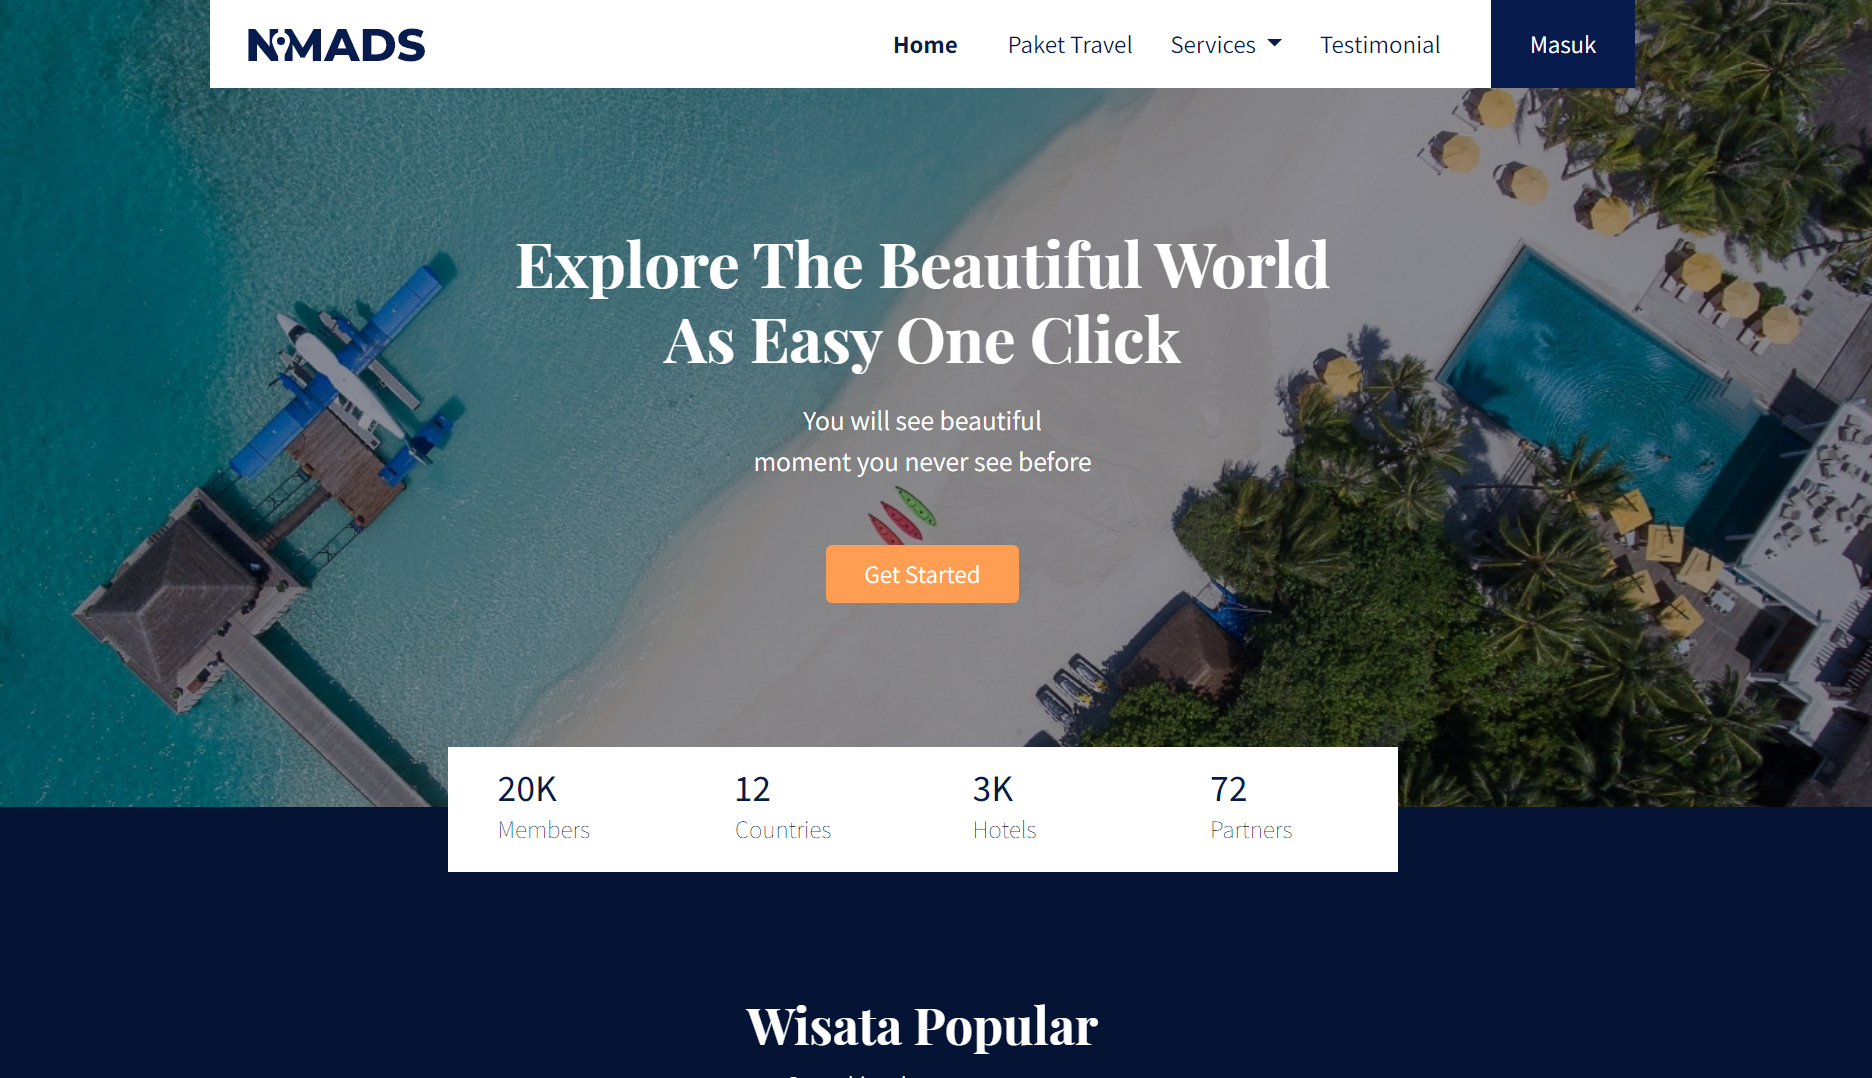 NOMADS
Home
Paket Travel
Services
Testimonial
Masuk
Explore The Beautiful World
As Easy One Click
You will see beautiful
moment you never see before
Get Started
20K
Members
12
Countries
3K
Hotels
72
Partners
Wisata Popular